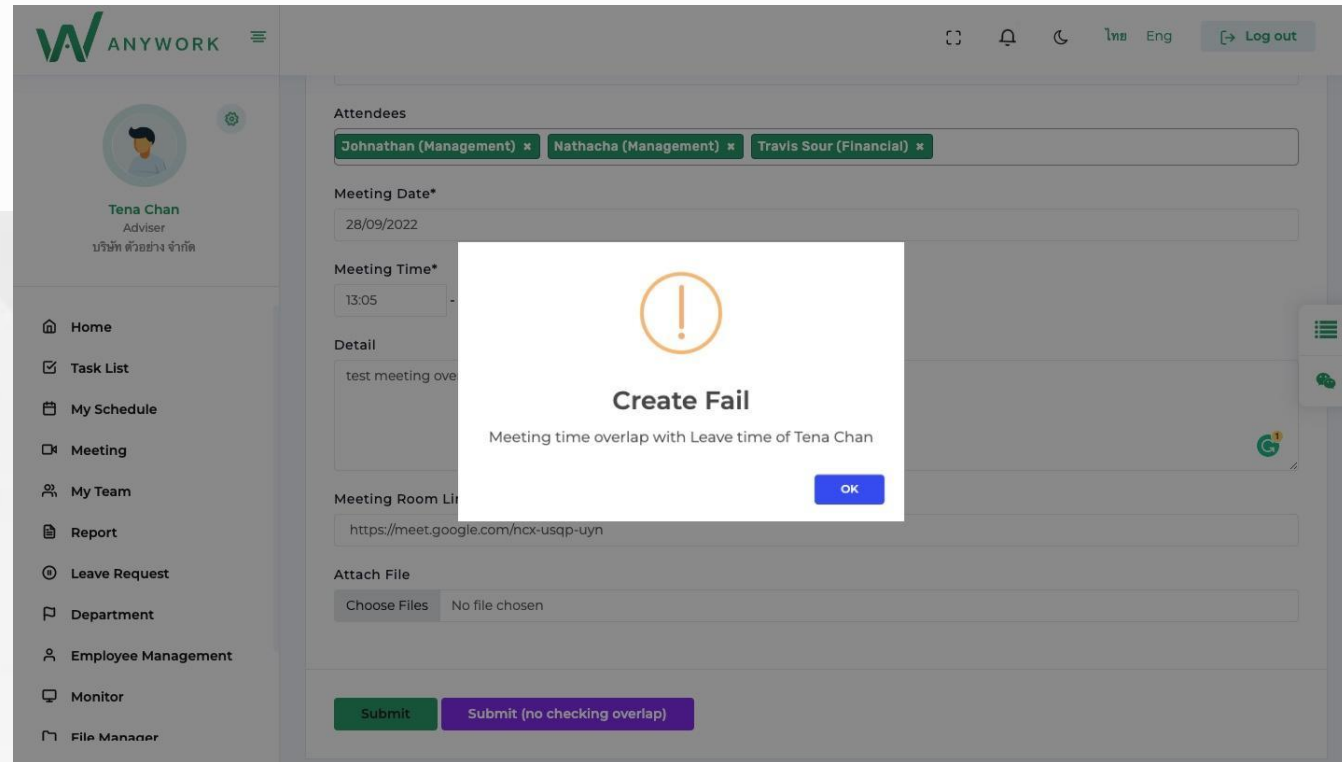 ANYWORK
ไทย Eng
Log out
Tena Chan
Adviser
บริษัท ตัวอย่าง จำกัด
Home
Task List
My Schedule
Meeting
My Team
Report
Leave Request
Department
Employee Management
Monitor
File Manager
Attendees
Johnathan (Management) × Nathacha (Management) × Travis Sour (Financial) ×
Meeting Date*
28/09/2022
Meeting Time*
13:05 -
Detail
test meeting ove
Create Fail
Meeting time overlap with Leave time of Tena Chan
OK
1
Meeting Room Lin
https://meet.google.com/ncx-usqp-uyn
Attach File
Choose Files No file chosen
Submit Submit (no checking overlap)